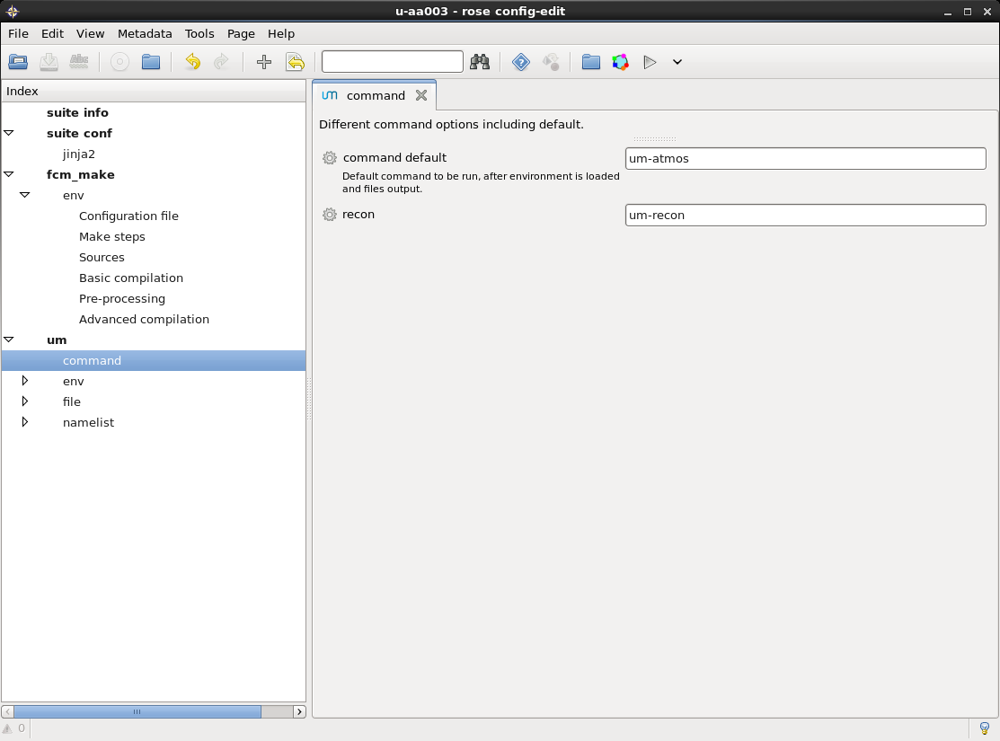 u-aa003 - rose config-edit
File Edit View Metadata Tools Page Help
Abc
Index
suite info
suite conf
jinja2
fcm_make
env
Configuration file
Make steps
Sources
Basic compilation
Pre-processing
Advanced compilation
um
command
env
file
namelist
0
um command
Different command options including default.
command default
um-atmos
Default command to be run, after environment is loaded
and files output.
recon
um-recon